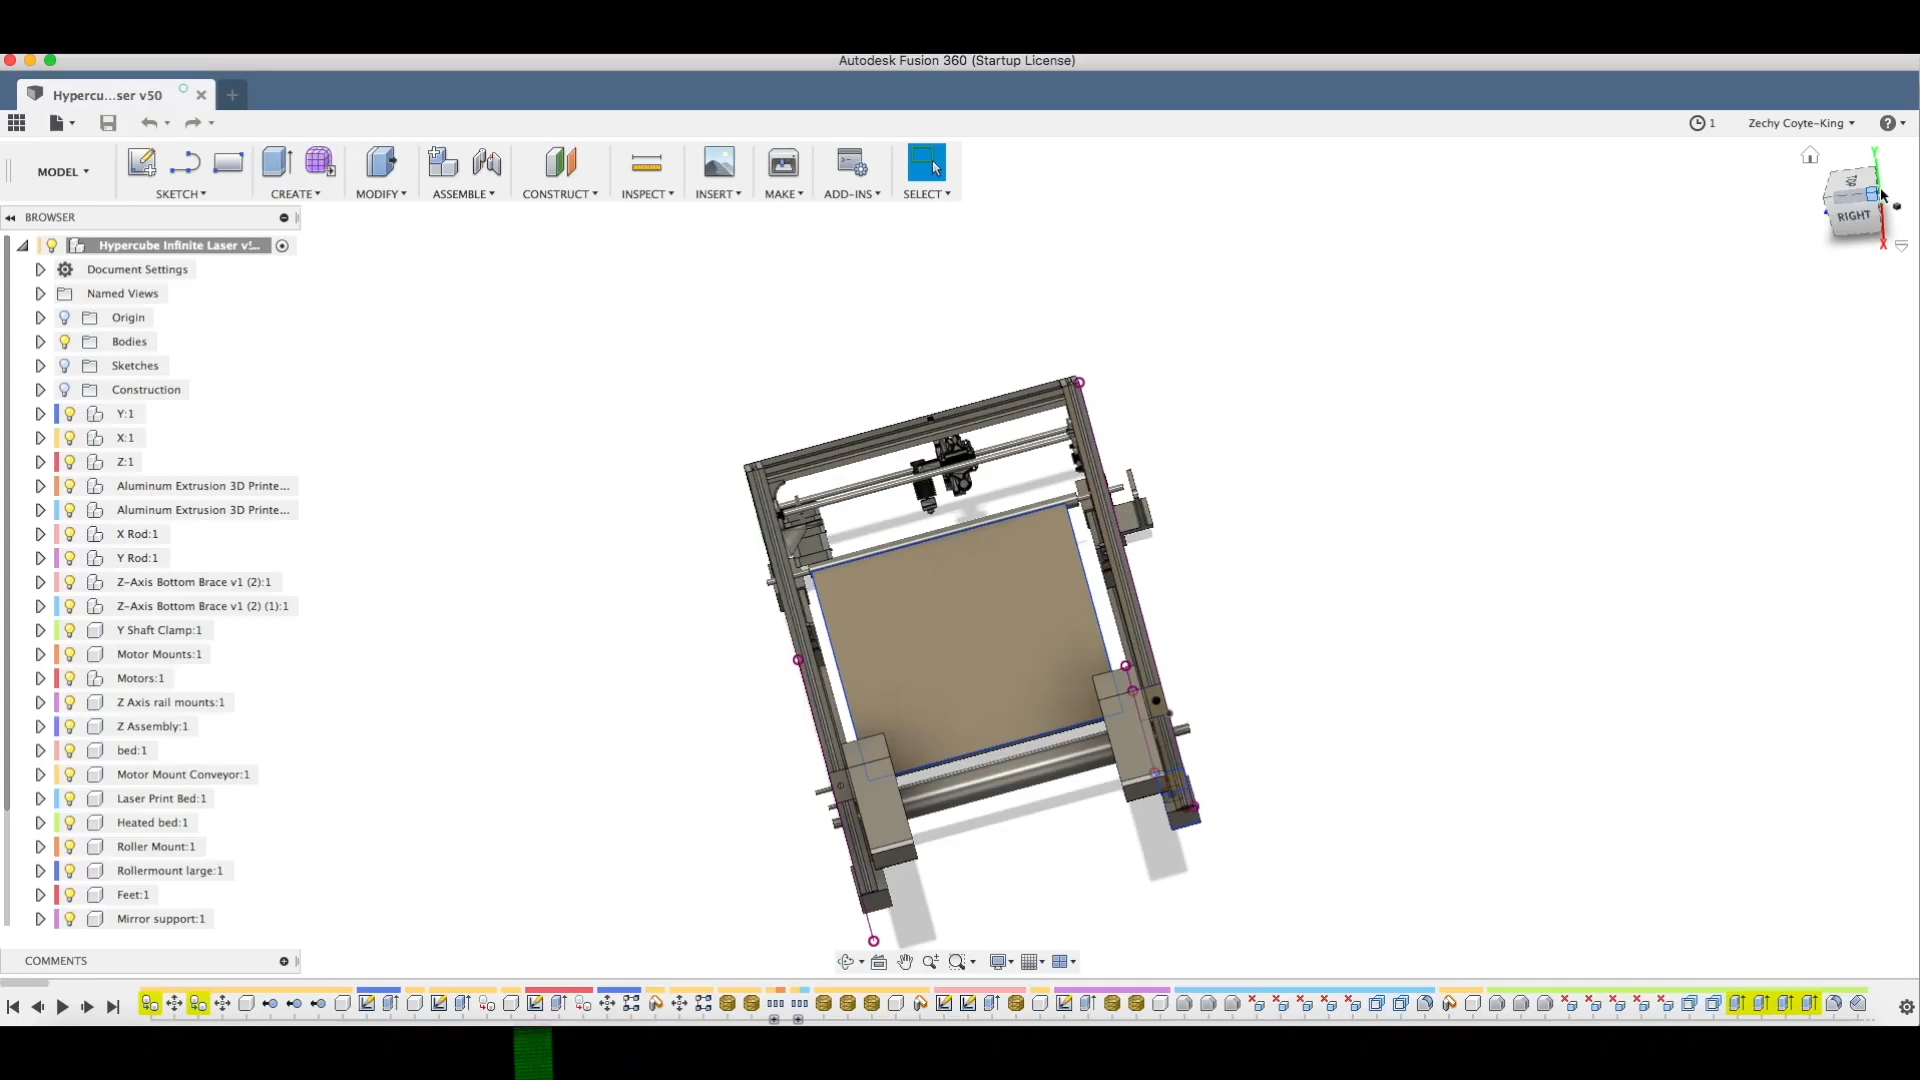 Autodesk Fusion 360 (Startup License)
Hypercu...ser v50
1
Zechy Coyte-King
MODEL
SKETCH
CREATE
MODIFY
ASSEMBLE
CONSTRUCT
INSPECT
INSERT
MAKE
ADD-INS
SELECT
Y
TOP
RIGHT
X
BROWSER
Hypercube Infinite Laser v!...
Document Settings
Named Views
Origin
Bodies
Sketches
Construction
Y:1
X:1
Z:1
Aluminum Extrusion 3D Printe...
Aluminum Extrusion 3D Printe...
X Rod:1
Y Rod:1
Z-Axis Bottom Brace v1 (2):1
Z-Axis Bottom Brace v1 (2) (1):1
Y Shaft Clamp:1
Motor Mounts:1
Motors:1
Z Axis rail mounts:1
Z Assembly:1
bed:1
Motor Mount Conveyor:1
Laser Print Bed:1
Heated bed:1
Roller Mount:1
Rollermount large:1
Feet:1
Mirror support:1
COMMENTS